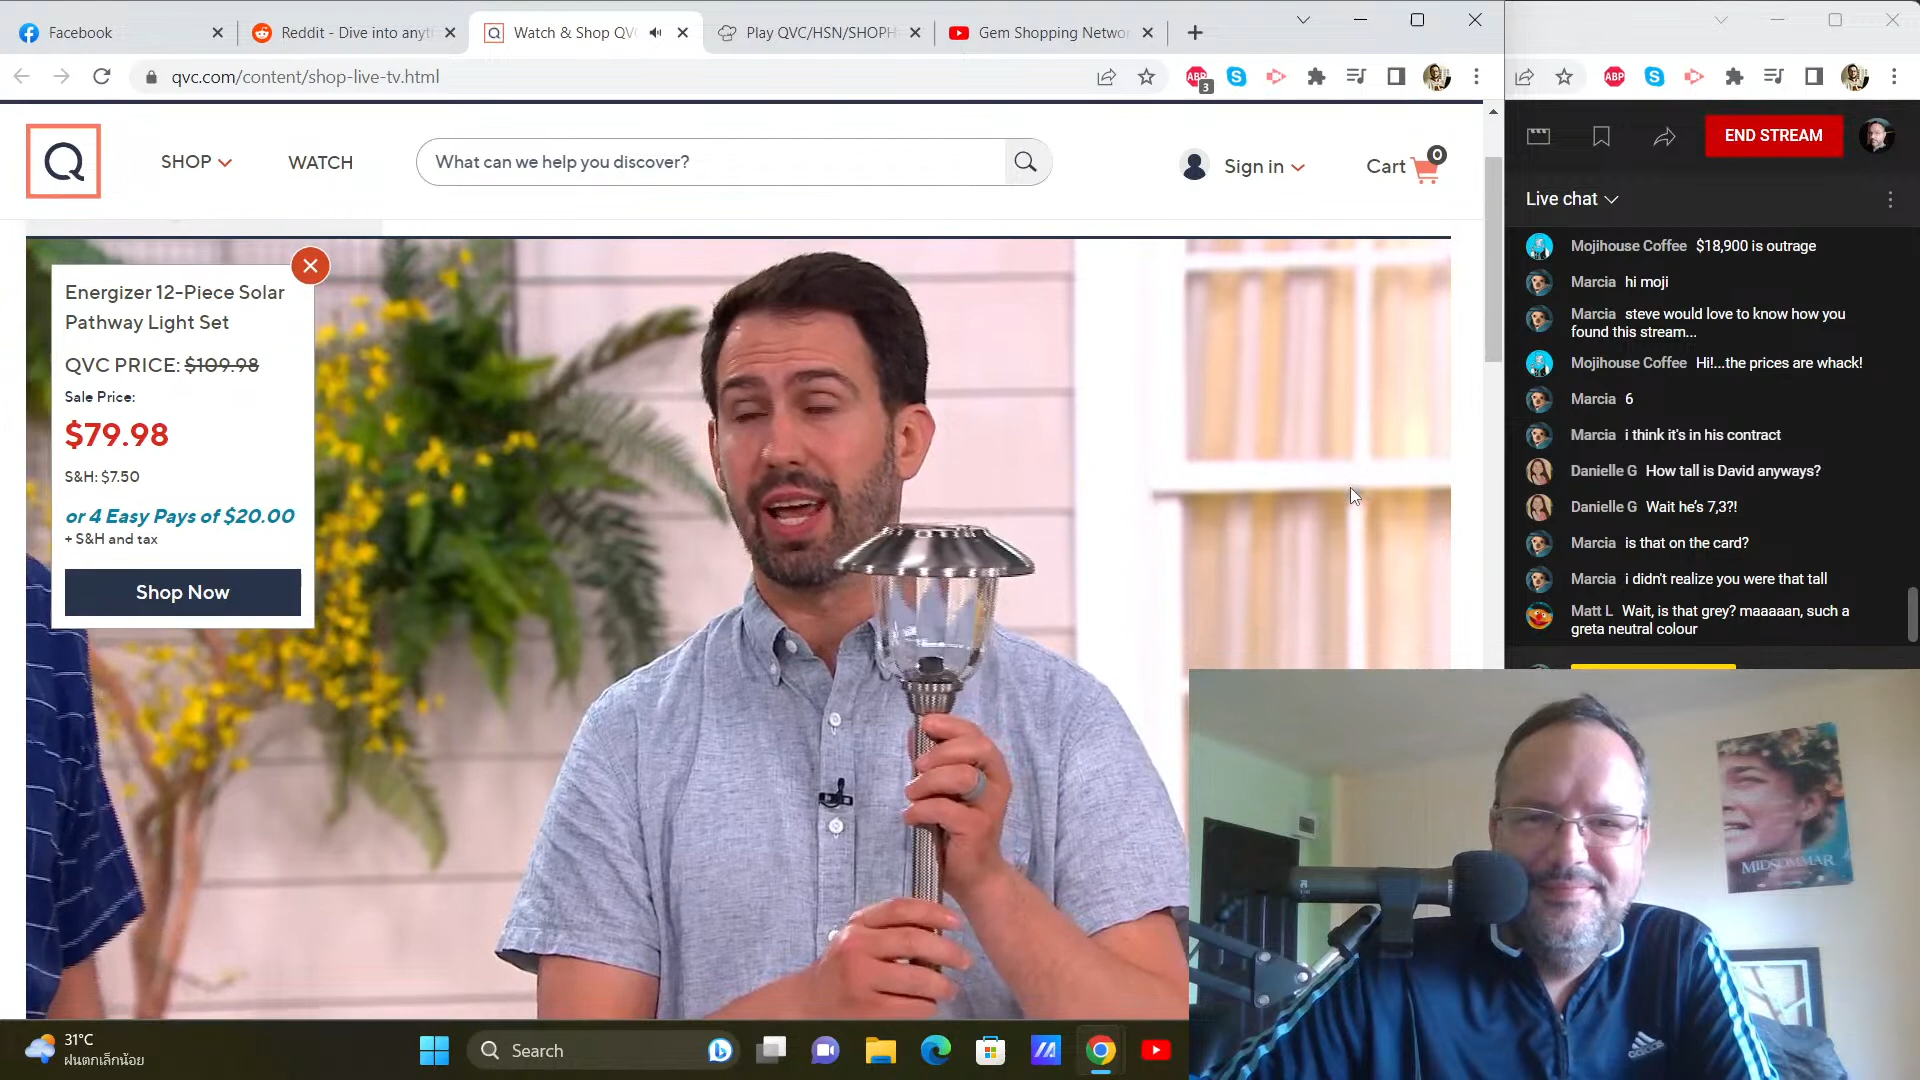 Facebook
Reddit - Dive into anyt
Watch & Shop QVC
Play QVC/HSN/SHOPH
Gem Shopping Networ
qvc.com/content/shop-live-tv.html
ABP
3
ABP
Q
SHOP
WATCH
What can we help you discover?
Sign in
Cart
0
END STREAM
Live chat
Energizer 12-Piece Solar
Pathway Light Set
QVC PRICE: $109.98
Sale Price:
$79.98
S&H: $7.50
or 4 Easy Pays of $20.00
+ S&H and tax
Shop Now
Mojihouse Coffee $18,900 is outrage
Marcia hi moji
Marcia steve would love to know how you
found this stream...
Mojihouse Coffee Hi!...the prices are whack!
Marcia 6
Marcia i think it's in his contract
Danielle G How tall is David anyways?
Danielle G Wait he's 7,3?!
Marcia is that on the card?
Marcia i didn't realize you were that tall
Matt L Wait, is that grey? maaaaan, such a
greta neutral colour
MIDSOMMAR
adidas
31°C
ฝนตกเล็กน้อย
Search